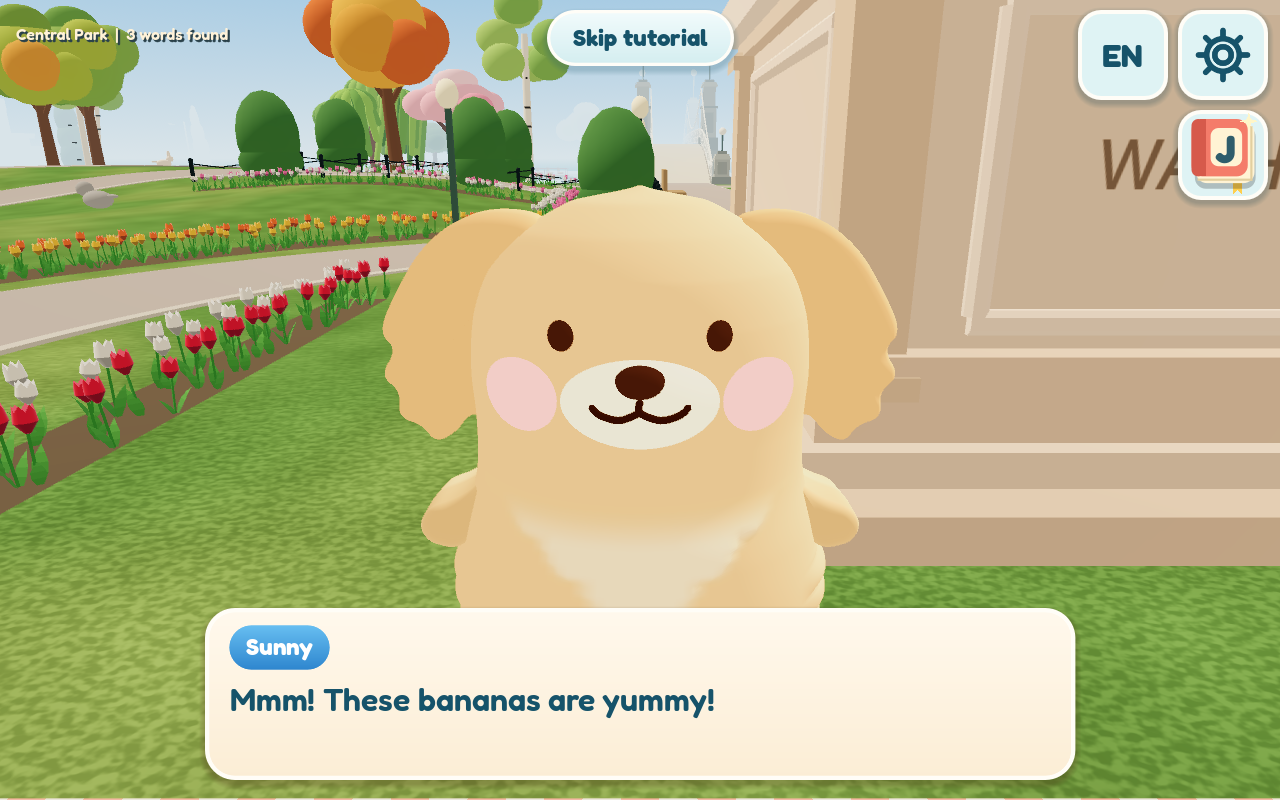 Central Park | 3 words found
Skip tutorial
EN
J
Sunny
Mmm! These bananas are yummy!